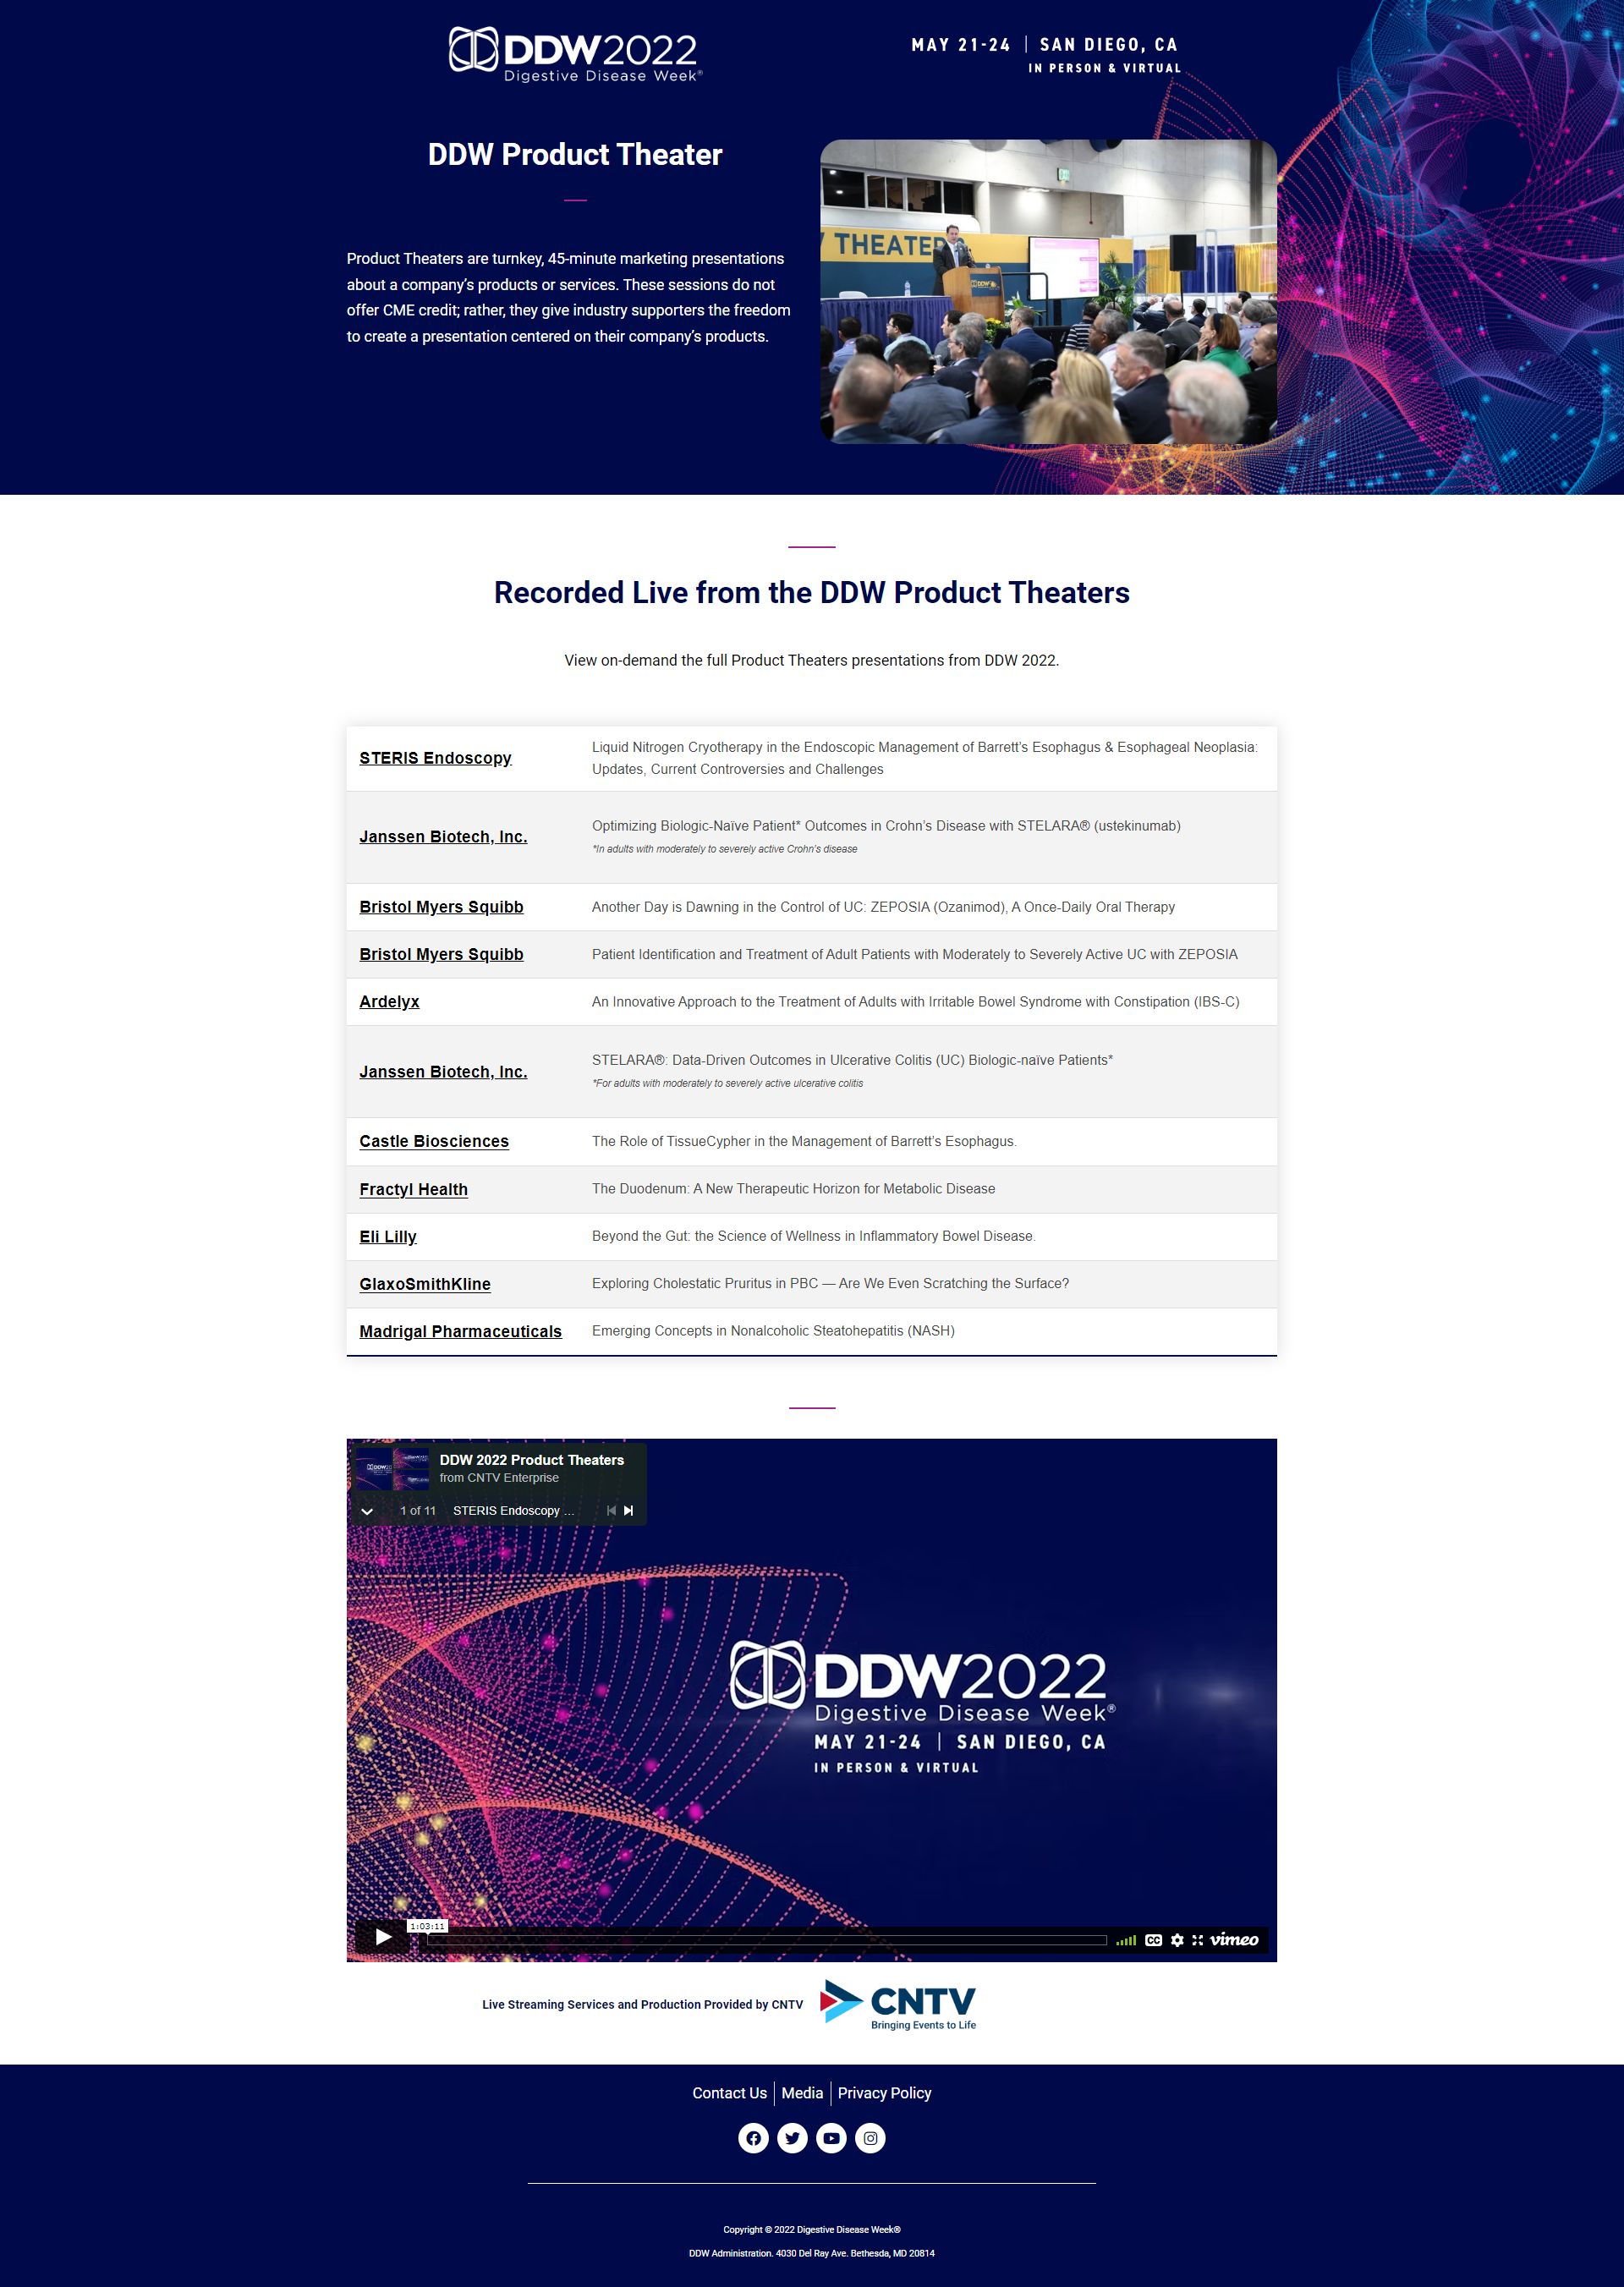 DDW2022
Digestive Disease Week®
MAY 21-24 | SAN DIEGO, CA
IN PERSON & VIRTUAL
DDW Product Theater
Product Theaters are turnkey, 45-minute marketing presentations
about a company’s products or services. These sessions do not
offer CME credit; rather, they give industry supporters the freedom
to create a presentation centered on their company’s products.
THEATER
DDW
Recorded Live from the DDW Product Theaters
View on-demand the full Product Theaters presentations from DDW 2022.
STERIS Endoscopy
Liquid Nitrogen Cryotherapy in the Endoscopic Management of Barrett’s Esophagus & Esophageal Neoplasia:
Updates, Current Controversies and Challenges
Janssen Biotech, Inc.
Optimizing Biologic-Naïve Patient* Outcomes in Crohn’s Disease with STELARA® (ustekinumab)
*In adults with moderately to severely active Crohn’s disease
Bristol Myers Squibb
Another Day is Dawning in the Control of UC: ZEPOSIA (Ozanimod), A Once-Daily Oral Therapy
Bristol Myers Squibb
Patient Identification and Treatment of Adult Patients with Moderately to Severely Active UC with ZEPOSIA
Ardelyx
An Innovative Approach to the Treatment of Adults with Irritable Bowel Syndrome with Constipation (IBS-C)
Janssen Biotech, Inc.
STELARA®: Data-Driven Outcomes in Ulcerative Colitis (UC) Biologic-naïve Patients*
*For adults with moderately to severely active ulcerative colitis
Castle Biosciences
The Role of TissueCypher in the Management of Barrett’s Esophagus.
Fractyl Health
The Duodenum: A New Therapeutic Horizon for Metabolic Disease
Eli Lilly
Beyond the Gut: the Science of Wellness in Inflammatory Bowel Disease.
GlaxoSmithKline
Exploring Cholestatic Pruritus in PBC — Are We Even Scratching the Surface?
Madrigal Pharmaceuticals
Emerging Concepts in Nonalcoholic Steatohepatitis (NASH)
DDW 2022 Product Theaters
from CNTV Enterprise
1 of 11 STERIS Endoscopy ...
DDW2022
Digestive Disease Week®
MAY 21-24 | SAN DIEGO, CA
IN PERSON & VIRTUAL
1:03:11
CC
vimeo
Live Streaming Services and Production Provided by CNTV
CNTV
Bringing Events to Life
Contact Us | Media | Privacy Policy
Copyright © 2022 Digestive Disease Week®
DDW Administration. 4030 Del Ray Ave. Bethesda, MD 20814